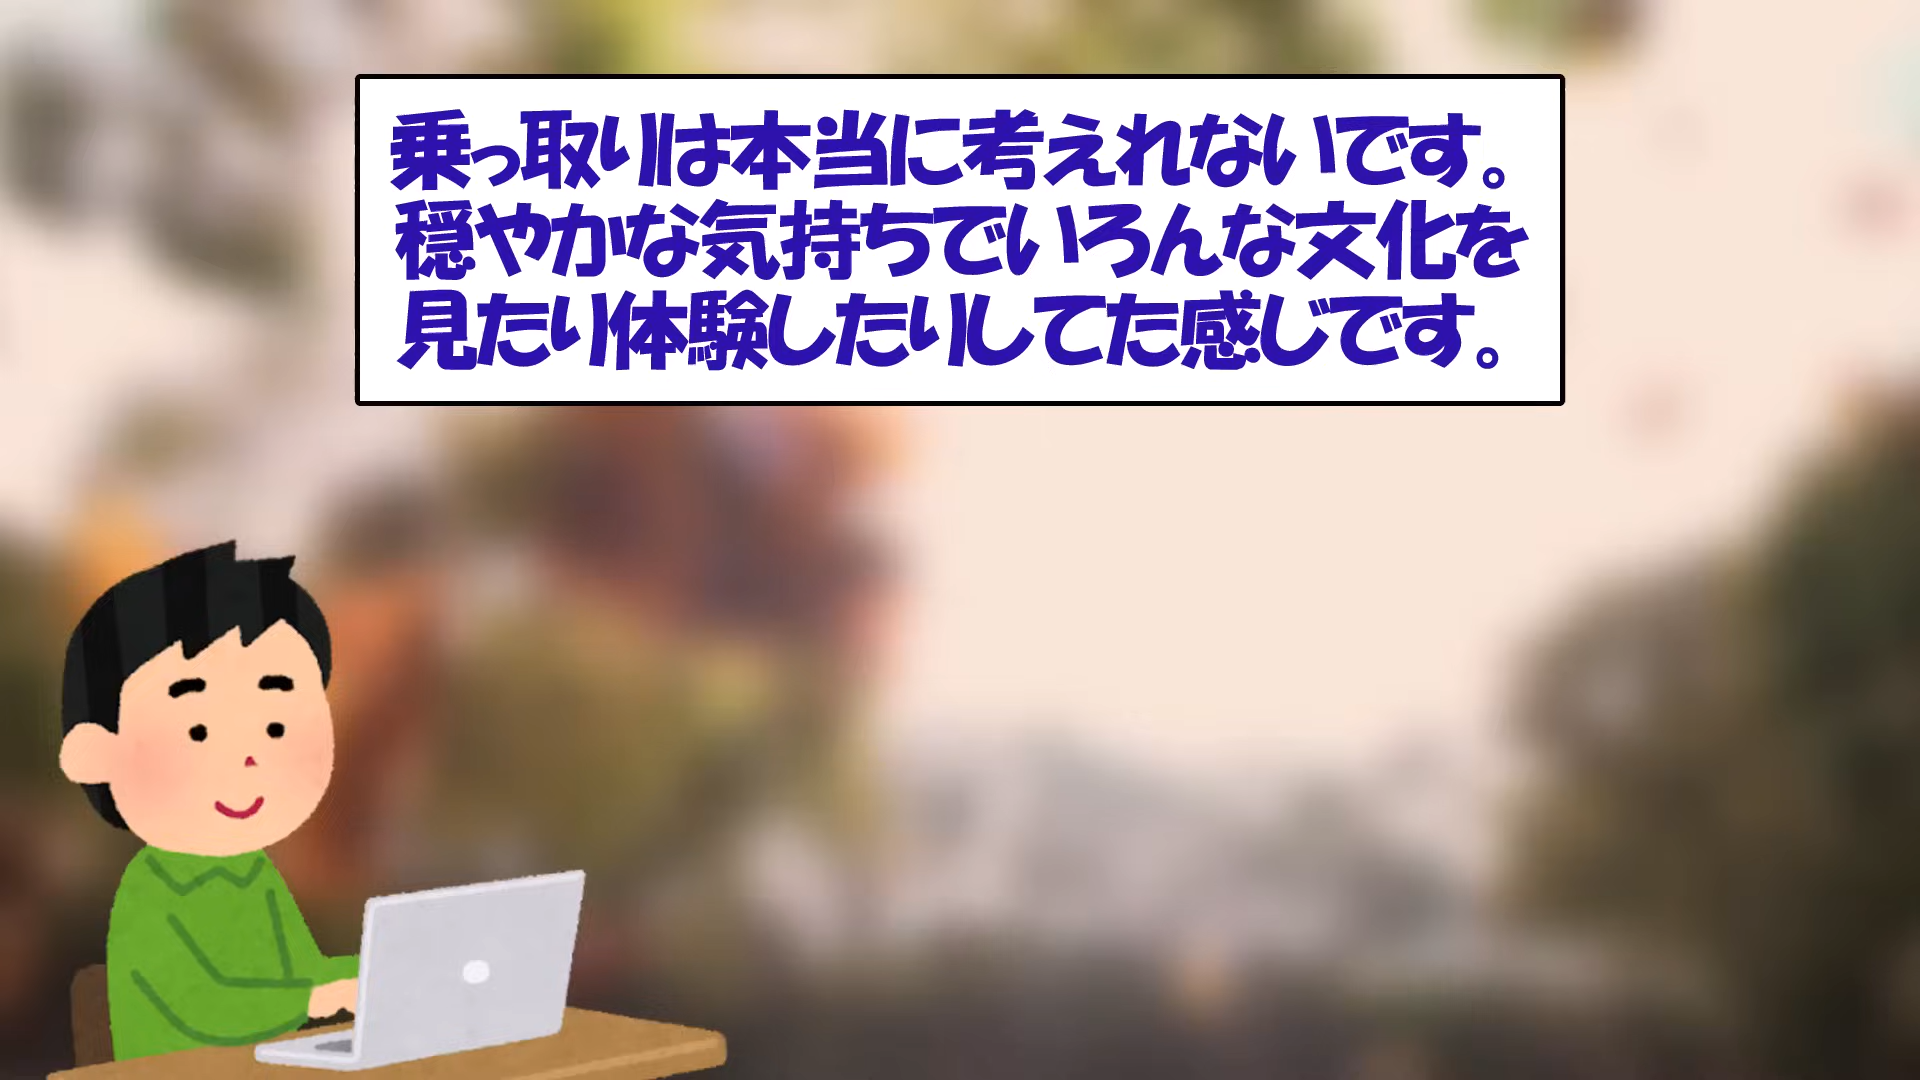 乗っ取りは本当に考えれないです。
穏やかな気持ちでいろんな文化を
見たり体験したりしてた感じです。